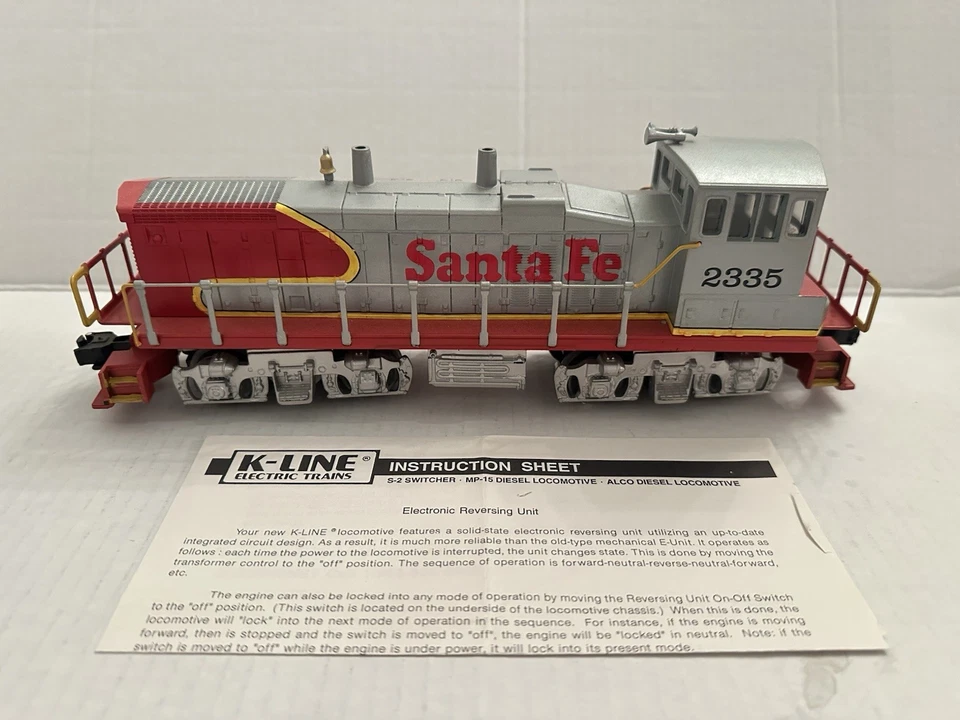 Santa Fe
2335
K-LINE ®
ELECTRIC TRAINS
INSTRUCTION SHEET
S-2 SWITCHER · MP-15 DIESEL LOCOMOTIVE · ALCO DIESEL LOCOMOTIVE
Electronic Reversing Unit
Your new K-LINE ® locomotive features a solid-state electronic reversing unit utilizing an up-to-date
integrated circuit design. As a result, it is much more reliable than the old-type mechanical E-Unit. It operates as
follows : each time the power to the locomotive is interrupted, the unit changes state. This is done by moving the
transformer control to the "off" position. The sequence of operation is forward-neutral-reverse-neutral-forward,
etc.
The engine can also be locked into any mode of operation by moving the Reversing Unit On-Off Switch
to the "off" position. (This switch is located on the underside of the locomotive chassis.) When this is done, the
locomotive will "lock" into the next mode of operation in the sequence. For instance, if the engine is moving
forward, then is stopped and the switch is moved to "off", the engine will be "locked" in neutral. Note: if the
switch is moved to "off" while the engine is under power, it will lock into its present mode.